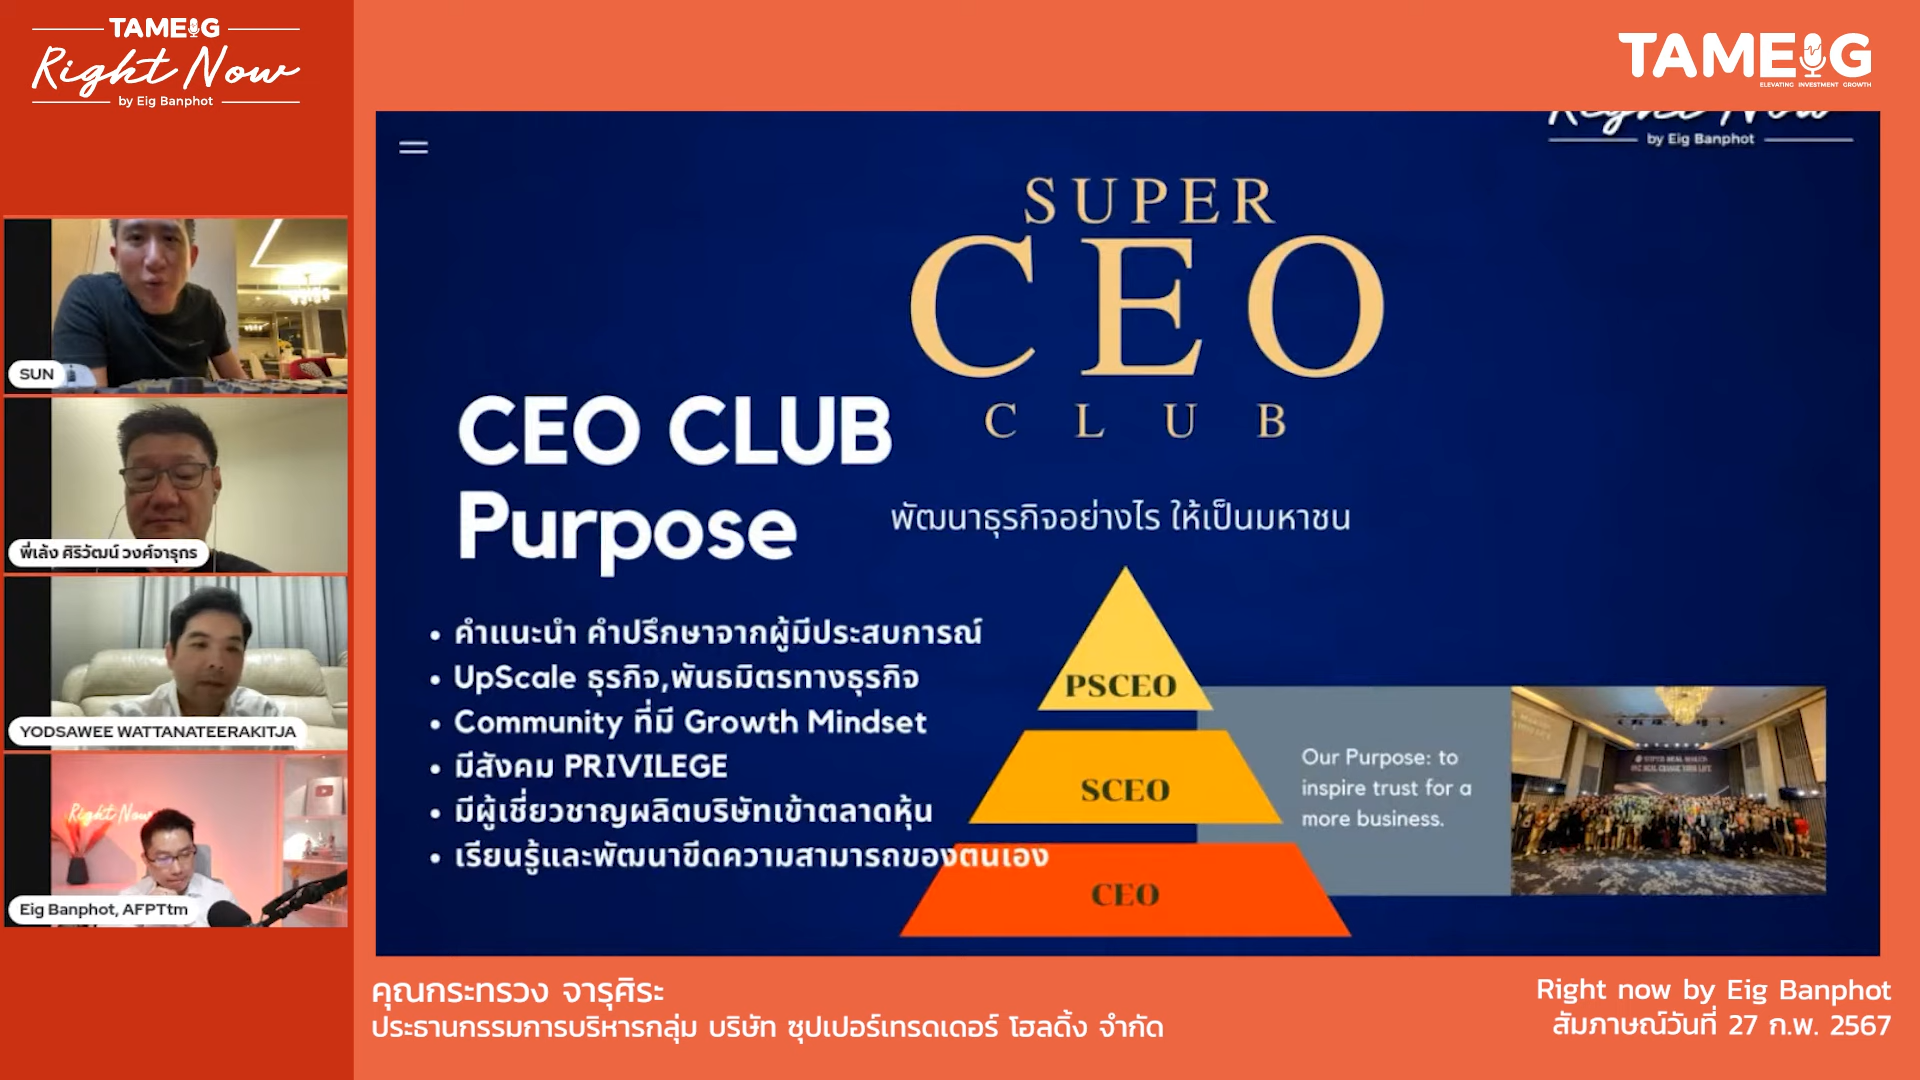 TAMEIG
Right Now
by Eig Banphot
TAMEIG
ELEVATING INVESTMENT GROWTH
SUN
พี่เล้ง ศิริวัฒน์ วงศ์จารุกร
YODSAWEE WATTANATEERAKITJA
Right Now
Eig Banphot, AFPTtm
Right Now
by Eig Banphot
SUPER
CEO
CLUB
CEO CLUB
Purpose
พัฒนาธุรกิจอย่างไร ให้เป็นมหาชน
• คำแนะนำ คำปรึกษาจากผู้มีประสบการณ์
• UpScale ธุรกิจ,พันธมิตรทางธุรกิจ
• Community ที่มี Growth Mindset
• มีสังคม PRIVILEGE
• มีผู้เชี่ยวชาญผลิตบริษัทเข้าตลาดหุ้น
• เรียนรู้และพัฒนาขีดความสามารถของตนเอง
PSCEO
SCEO
CEO
Our Purpose: to
inspire trust for a
more business.
คุณกระทรวง จารุศิระ
ประธานกรรมการบริหารกลุ่ม บริษัท ซุปเปอร์เทรดเดอร์ โฮลดิ้ง จำกัด
Right now by Eig Banphot
สัมภาษณ์วันที่ 27 ก.พ. 2567